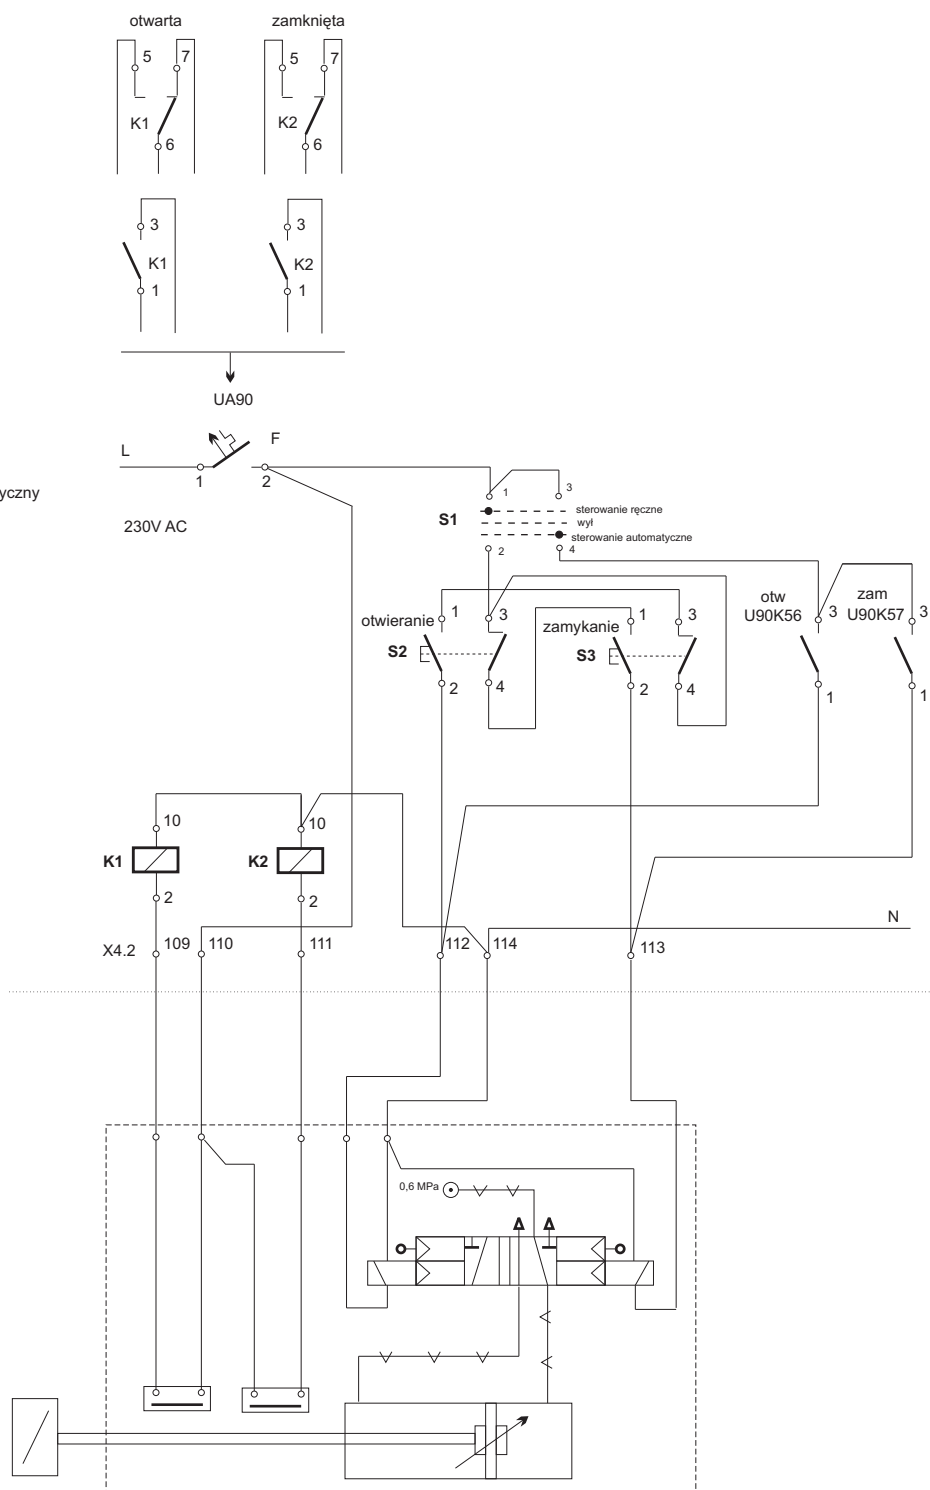 otwarta zamknięta
5 7 5 7
K1 K2
6 6
3 3
K1 K2
1 1
UA90
L F
1 2
yczny
230V AC
1 3
S1 sterowanie ręczne
wył
sterowanie automatyczne
2 4
otw zam
U90K56 3 U90K57 3
otwieranie 1 3 zamykanie 1 3
S2 S3
2 4 2 4
1 1
10 10
K1 K2
2 2
N
X4.2 109 110 111 112 114 113
0,6 MPa